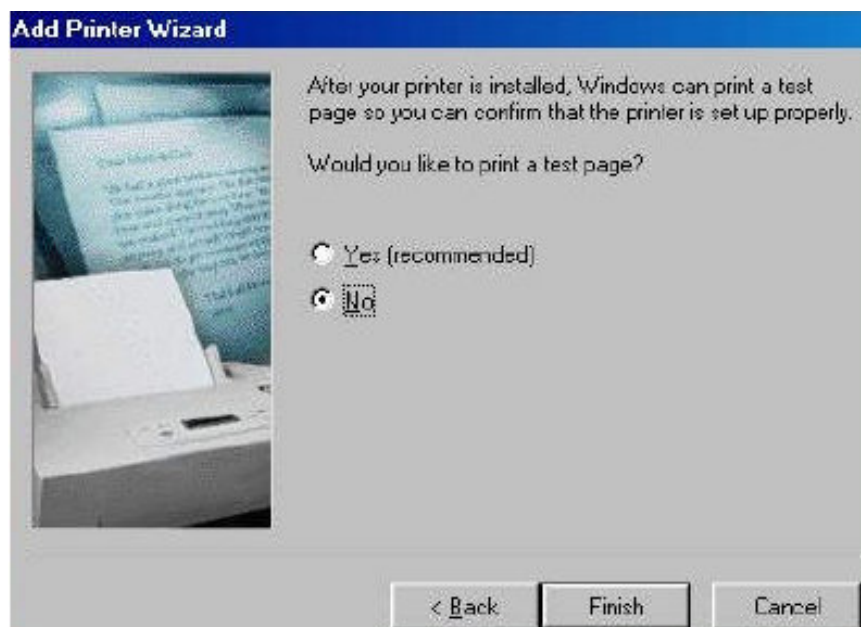 Add Printer Wizard
After your printer is installed, Windows can print a test
page so you can confirm that the printer is set up properly.
Would you like to print a test page?
Yes (recommended)
No
< Back
Finish
Cancel